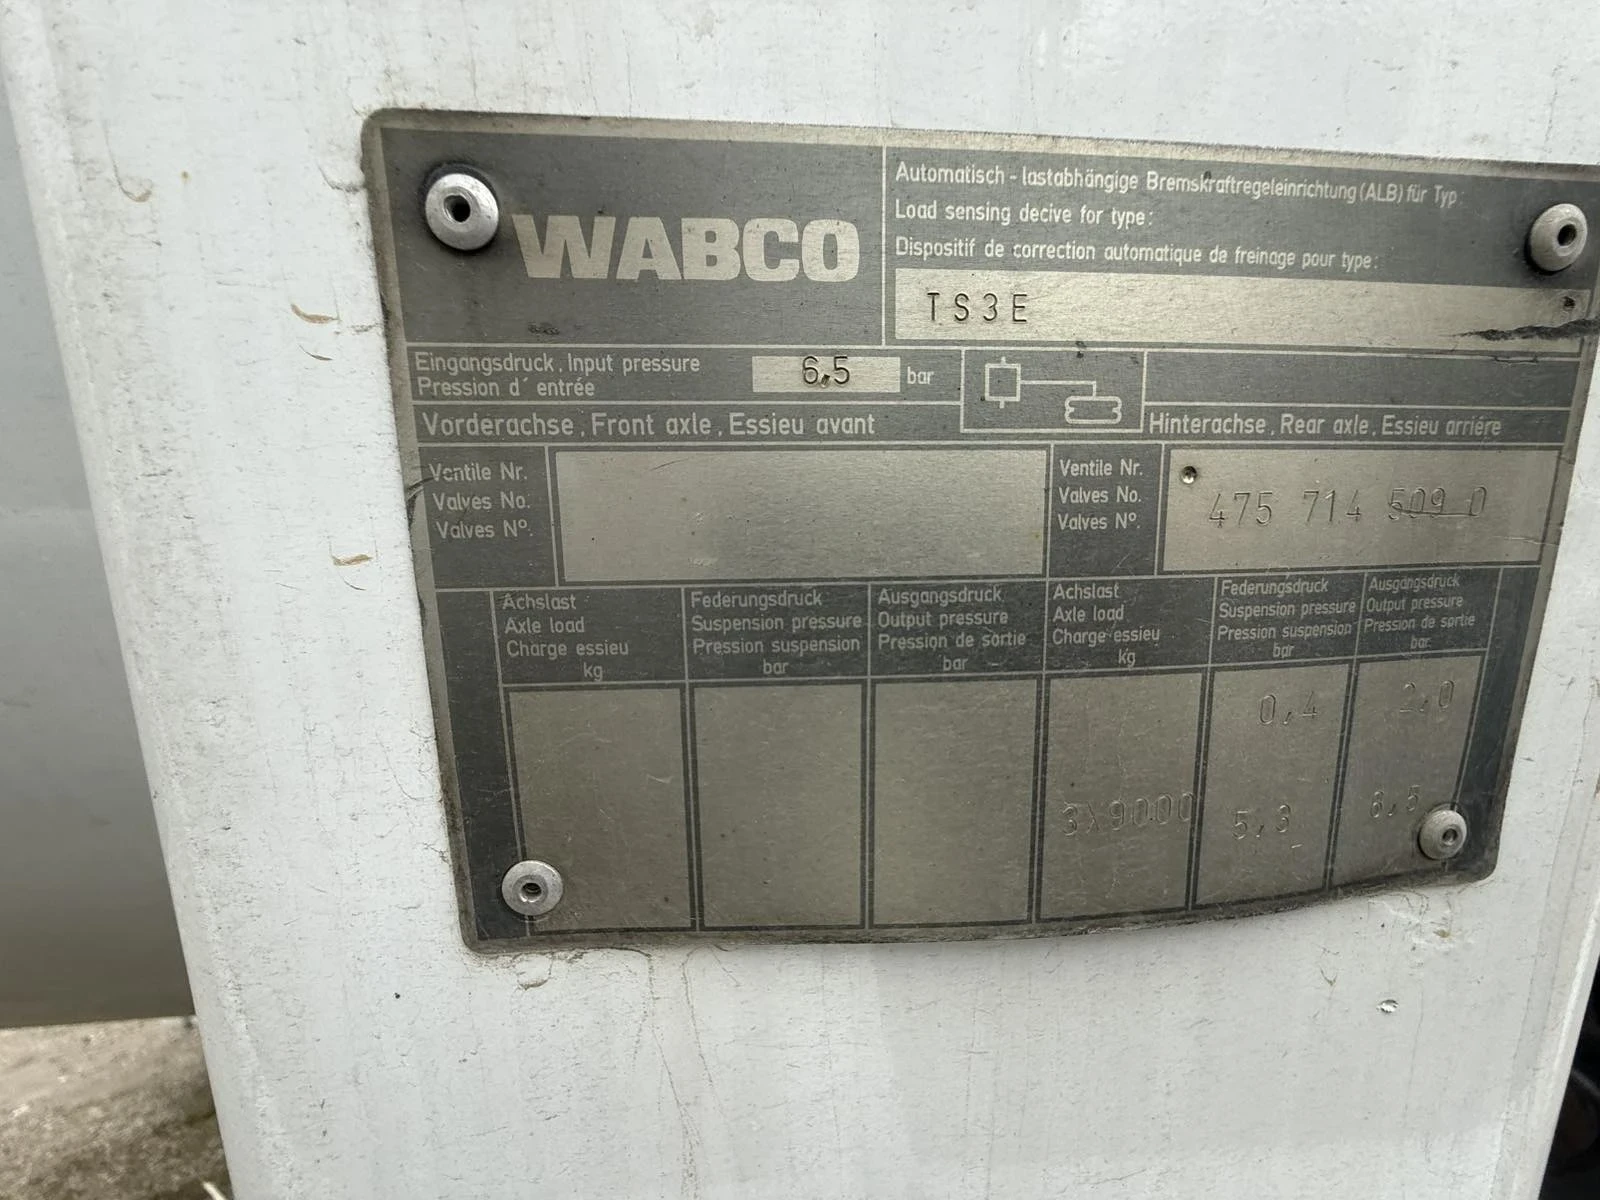 WABCO
Automatisch - lastabhängige Bremskraftregeleinrichtung (ALB) für Typ:
Load sensing decive for type:
Dispositif de correction automatique de freinage pour type:
TS3E
Eingangsdruck, Input pressure
Pression d´ entrée
6,5 bar
Vorderachse, Front axle, Essieu avant
Hinterachse, Rear axle, Essieu arriére
Ventile Nr.
Valves No.
Valves Nº.
Ventile Nr.
Valves No.
Valves Nº.
475 714 509 0
Achslast
Axle load
Charge essieu
kg
Federungsdruck
Suspension pressure
Pression suspension
bar
Ausgangsdruck
Output pressure
Pression de sortie
bar
Achslast
Axle load
Charge essieu
kg
Federungsdruck
Suspension pressure
Pression suspension
bar
Ausgangsdruck
Output pressure
Pression de sortie
bar
0,4 2,0
3X9000 5,3 6,5